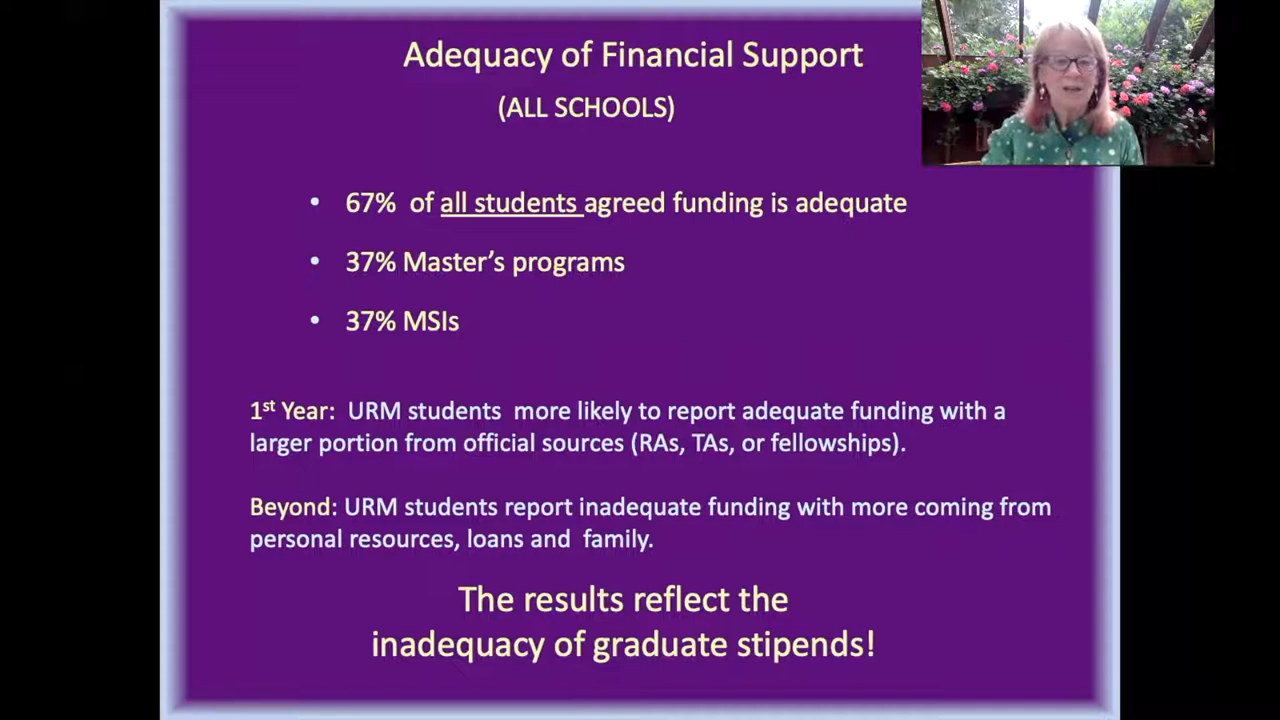 Adequacy of Financial Support
(ALL SCHOOLS)
• 67% of all students agreed funding is adequate
• 37% Master’s programs
• 37% MSIs
1st Year: URM students more likely to report adequate funding with a
larger portion from official sources (RAs, TAs, or fellowships).
Beyond: URM students report inadequate funding with more coming from
personal resources, loans and family.
The results reflect the
inadequacy of graduate stipends!